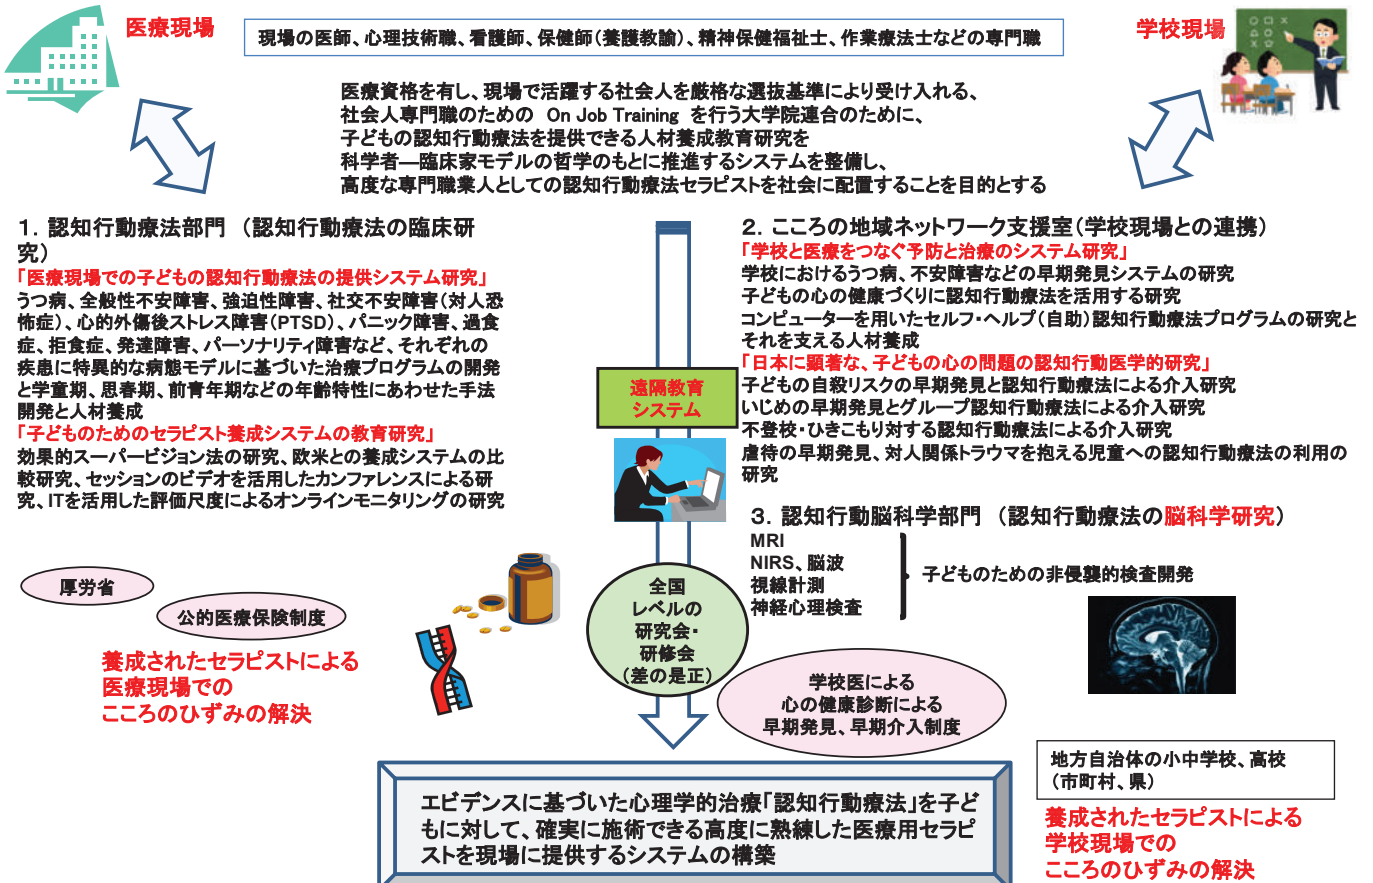 医療現場
現場の医師、心理技術職、看護師、保健師(養護教諭)、精神保健福祉士、作業療法士などの専門職
学校現場
医療資格を有し、現場で活躍する社会人を厳格な選抜基準により受け入れる、
社会人専門職のための On Job Training を行う大学院連合のために、
子どもの認知行動療法を提供できる人材養成教育研究を
科学者―臨床家モデルの哲学のもとに推進するシステムを整備し、
高度な専門職業人としての認知行動療法セラピストを社会に配置することを目的とする
1. 認知行動療法部門 (認知行動療法の臨床研
究)
「医療現場での子どもの認知行動療法の提供システム研究」
うつ病、全般性不安障害、強迫性障害、社交不安障害(対人恐
怖症)、心的外傷後ストレス障害(PTSD)、パニック障害、過食
症、拒食症、発達障害、パーソナリティ障害など、それぞれの
疾患に特異的な病態モデルに基づいた治療プログラムの開発
と学童期、思春期、前青年期などの年齢特性にあわせた手法
開発と人材養成
「子どものためのセラピスト養成システムの教育研究」
効果的スーパービジョン法の研究、欧米との養成システムの比
較研究、セッションのビデオを活用したカンファレンスによる研
究、ITを活用した評価尺度によるオンラインモニタリングの研究
2. こころの地域ネットワーク支援室(学校現場との連携)
「学校と医療をつなぐ予防と治療のシステム研究」
学校におけるうつ病、不安障害などの早期発見システムの研究
子どもの心の健康づくりに認知行動療法を活用する研究
コンピューターを用いたセルフ・ヘルプ(自助)認知行動療法プログラムの研究と
それを支える人材養成
「日本に顕著な、子どもの心の問題の認知行動医学的研究」
子どもの自殺リスクの早期発見と認知行動療法による介入研究
いじめの早期発見とグループ認知行動療法による介入研究
不登校・ひきこもり対する認知行動療法による介入研究
虐待の早期発見、対人関係トラウマを抱える児童への認知行動療法の利用の
研究
遠隔教育
システム
3. 認知行動脳科学部門 (認知行動療法の脳科学研究)
MRI
NIRS、脳波
視線計測
神経心理検査
子どものための非侵襲的検査開発
厚労省
公的医療保険制度
養成されたセラピストによる
医療現場での
こころのひずみの解決
全国
レベルの
研究会・
研修会
(差の是正)
学校医による
心の健康診断による
早期発見、早期介入制度
地方自治体の小中学校、高校
(市町村、県)
養成されたセラピストによる
学校現場での
こころのひずみの解決
エビデンスに基づいた心理学的治療「認知行動療法」を子ど
もに対して、確実に施術できる高度に熟練した医療用セラピ
ストを現場に提供するシステムの構築